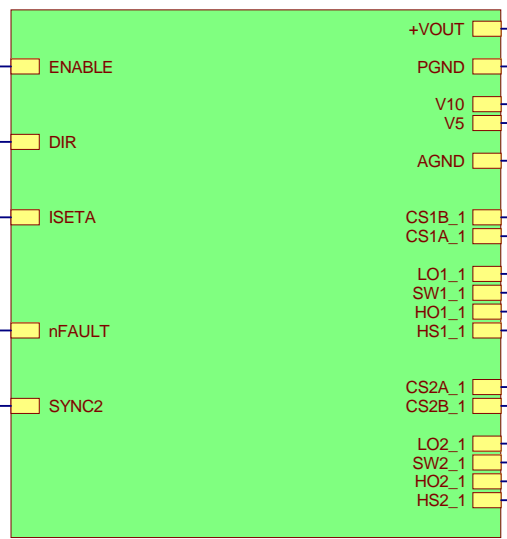 +VOUT
ENABLE
PGND
V10
V5
DIR
AGND
ISETA
CS1B_1
CS1A_1
LO1_1
SW1_1
HO1_1
HS1_1
nFAULT
CS2A_1
SYNC2
CS2B_1
LO2_1
SW2_1
HO2_1
HS2_1